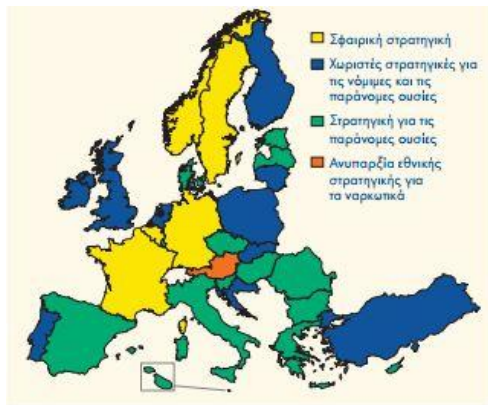 Σφαιρική στρατηγική
Χωριστές στρατηγικές για
τις νόμιμες και τις
παράνομες ουσίες
Στρατηγική για τις
παράνομες ουσίες
Ανυπαρξία εθνικής
στρατηγικής για
τα ναρκωτικά